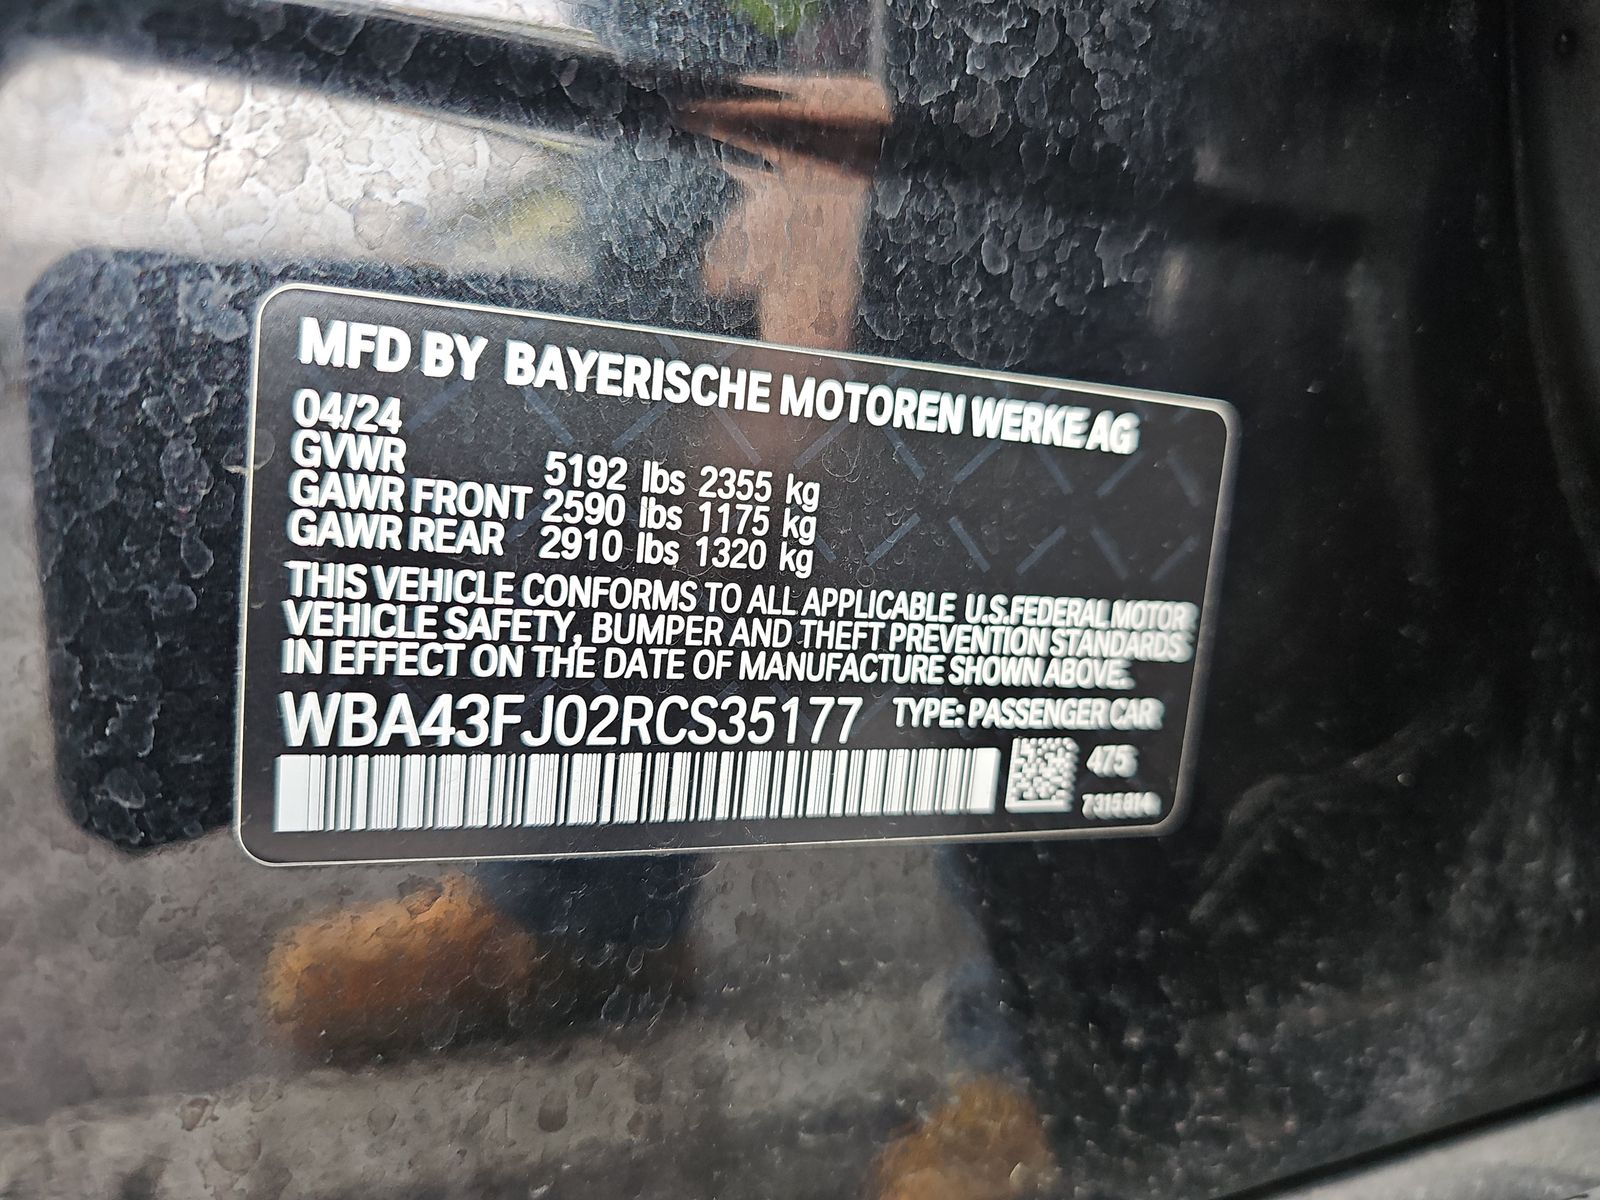 MFD BY BAYERISCHE MOTOREN WERKE AG
04/24
GVWR 5192 lbs 2355 kg
GAWR FRONT 2590 lbs 1175 kg
GAWR REAR 2910 lbs 1320 kg
THIS VEHICLE CONFORMS TO ALL APPLICABLE U.S.FEDERAL MOTOR
VEHICLE SAFETY, BUMPER AND THEFT PREVENTION STANDARDS
IN EFFECT ON THE DATE OF MANUFACTURE SHOWN ABOVE.
WBA43FJ02RCS35177 TYPE: PASSENGER CAR
475